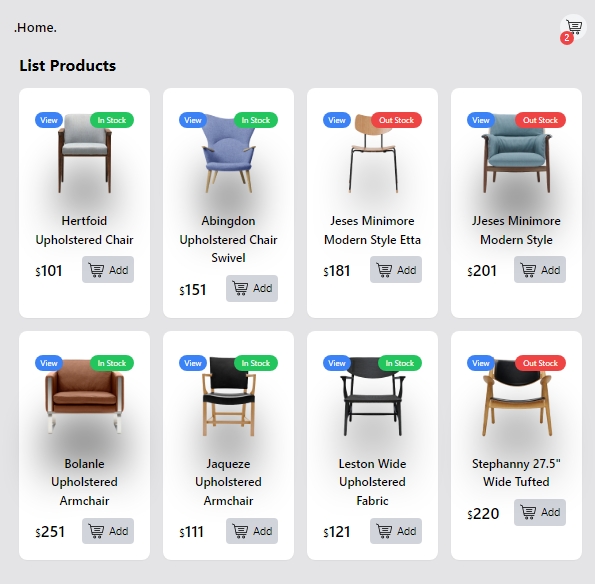 .Home.
2
List Products
View
In Stock
Hertfoid
Upholstered Chair
$101
Add
View
In Stock
Abingdon
Upholstered Chair
Swivel
$151
Add
View
Out Stock
Jeses Minimore
Modern Style Etta
$181
Add
View
Out Stock
JJeses Minimore
Modern Style
$201
Add
View
In Stock
Bolanle
Upholstered
Armchair
$251
Add
View
In Stock
Jaqueze
Upholstered
Armchair
$111
Add
View
In Stock
Leston Wide
Upholstered
Fabric
$121
Add
View
Out Stock
Stephanny 27.5"
Wide Tufted
$220
Add